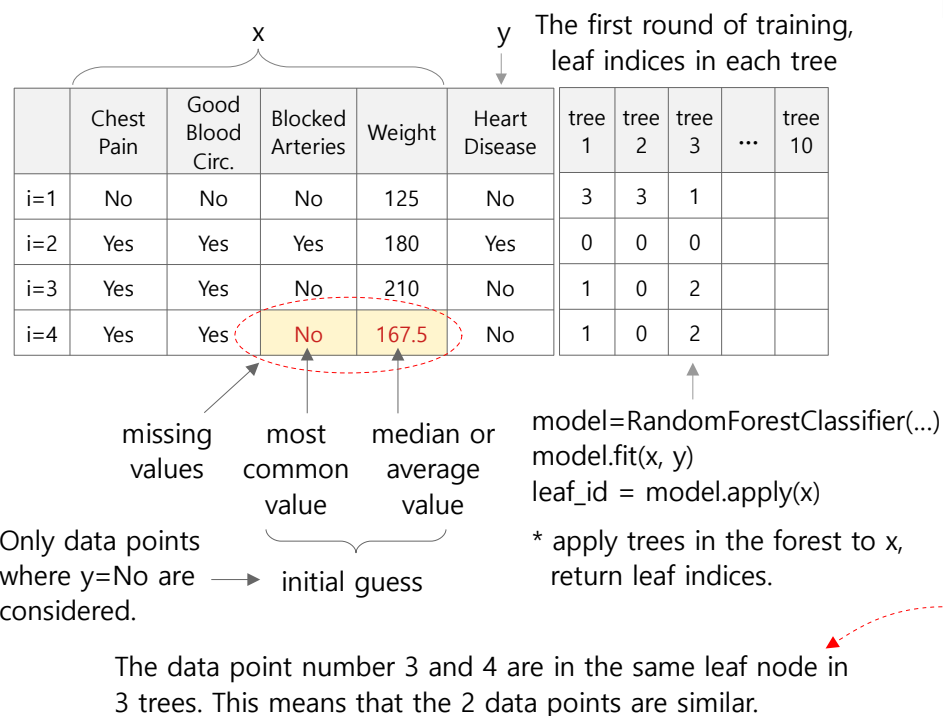 x
y
The first round of training,
leaf indices in each tree
Chest Pain	Good Blood Circ.	Blocked Arteries	Weight	Heart Disease	tree 1	tree 2	tree 3	...	tree 10
i=1	No	No	No	125	No	3	3	1
i=2	Yes	Yes	Yes	180	Yes	0	0	0
i=3	Yes	Yes	No	210	No	1	0	2
i=4	Yes	Yes	No	167.5	No	1	0	2
missing
values
most
common
value
median or
average
value
model=RandomForestClassifier(...)
model.fit(x, y)
leaf_id = model.apply(x)
Only data points
where y=No are
considered.
initial guess
* apply trees in the forest to x,
return leaf indices.
The data point number 3 and 4 are in the same leaf node in
3 trees. This means that the 2 data points are similar.